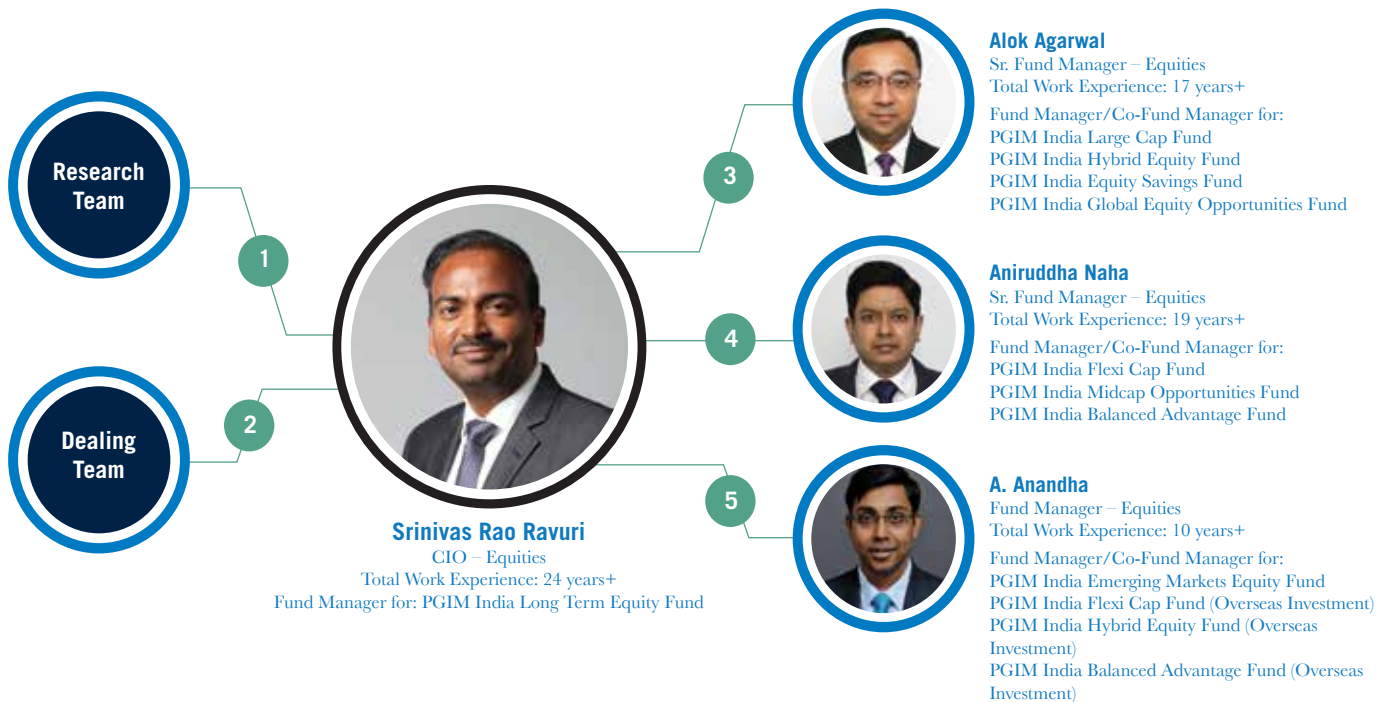 Research
Team
1
Dealing
Team
2
Srinivas Rao Ravuri
CIO – Equities
Total Work Experience: 24 years+
Fund Manager for: PGIM India Long Term Equity Fund
3
Alok Agarwal
Sr. Fund Manager – Equities
Total Work Experience: 17 years+
Fund Manager/Co-Fund Manager for:
PGIM India Large Cap Fund
PGIM India Hybrid Equity Fund
PGIM India Equity Savings Fund
PGIM India Global Equity Opportunities Fund
4
Aniruddha Naha
Sr. Fund Manager – Equities
Total Work Experience: 19 years+
Fund Manager/Co-Fund Manager for:
PGIM India Flexi Cap Fund
PGIM India Midcap Opportunities Fund
PGIM India Balanced Advantage Fund
5
A. Anandha
Fund Manager – Equities
Total Work Experience: 10 years+
Fund Manager/Co-Fund Manager for:
PGIM India Emerging Markets Equity Fund
PGIM India Flexi Cap Fund (Overseas Investment)
PGIM India Hybrid Equity Fund (Overseas
Investment)
PGIM India Balanced Advantage Fund (Overseas
Investment)